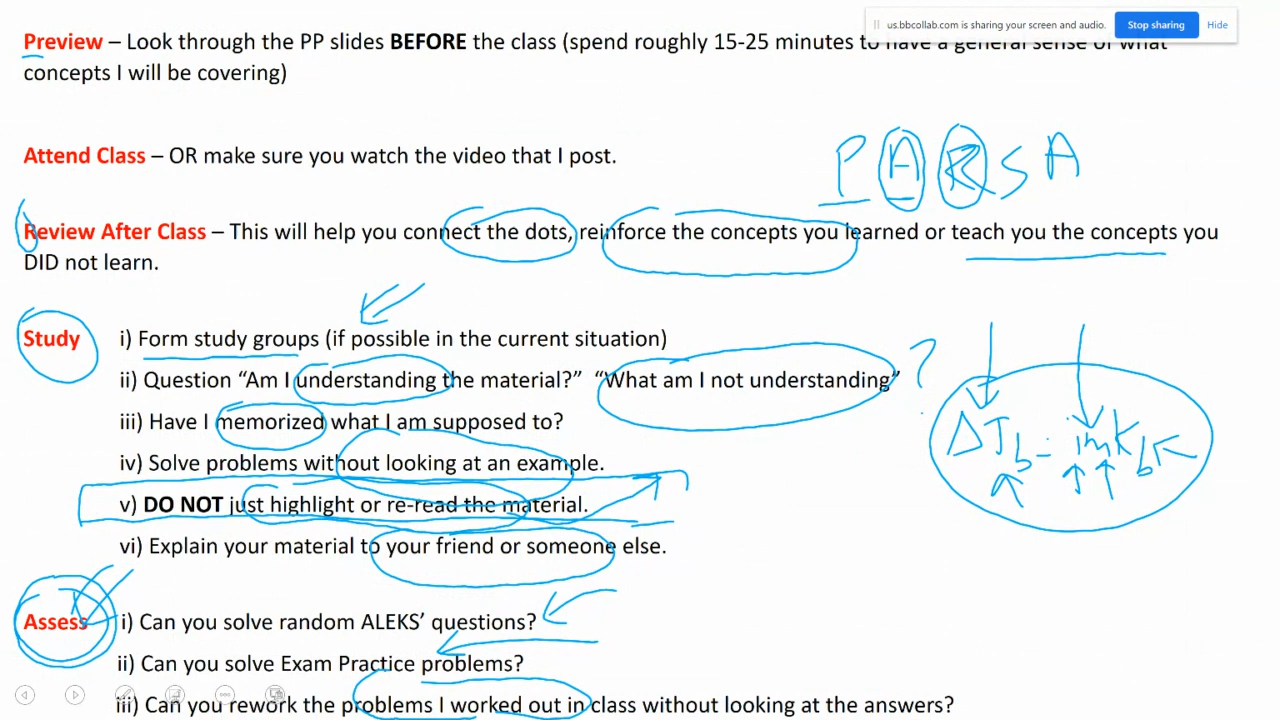 us.bbcollab.com is sharing your screen and audio. Stop sharing Hide
Preview – Look through the PP slides BEFORE the class (spend roughly 15-25 minutes to have a general sense of what
concepts I will be covering)
P A R S A
Attend Class – OR make sure you watch the video that I post.
Review After Class – This will help you connect the dots, reinforce the concepts you learned or teach you the concepts you
DID not learn.
Study i) Form study groups (if possible in the current situation)
ii) Question “Am I understanding the material?” “What am I not understanding” ?
iii) Have I memorized what I am supposed to?
iv) Solve problems without looking at an example.
v) DO NOT just highlight or re-read the material.
vi) Explain your material to your friend or someone else.
Assess i) Can you solve random ALEKS’ questions?
ii) Can you solve Exam Practice problems?
iii) Can you rework the problems I worked out in class without looking at the answers?